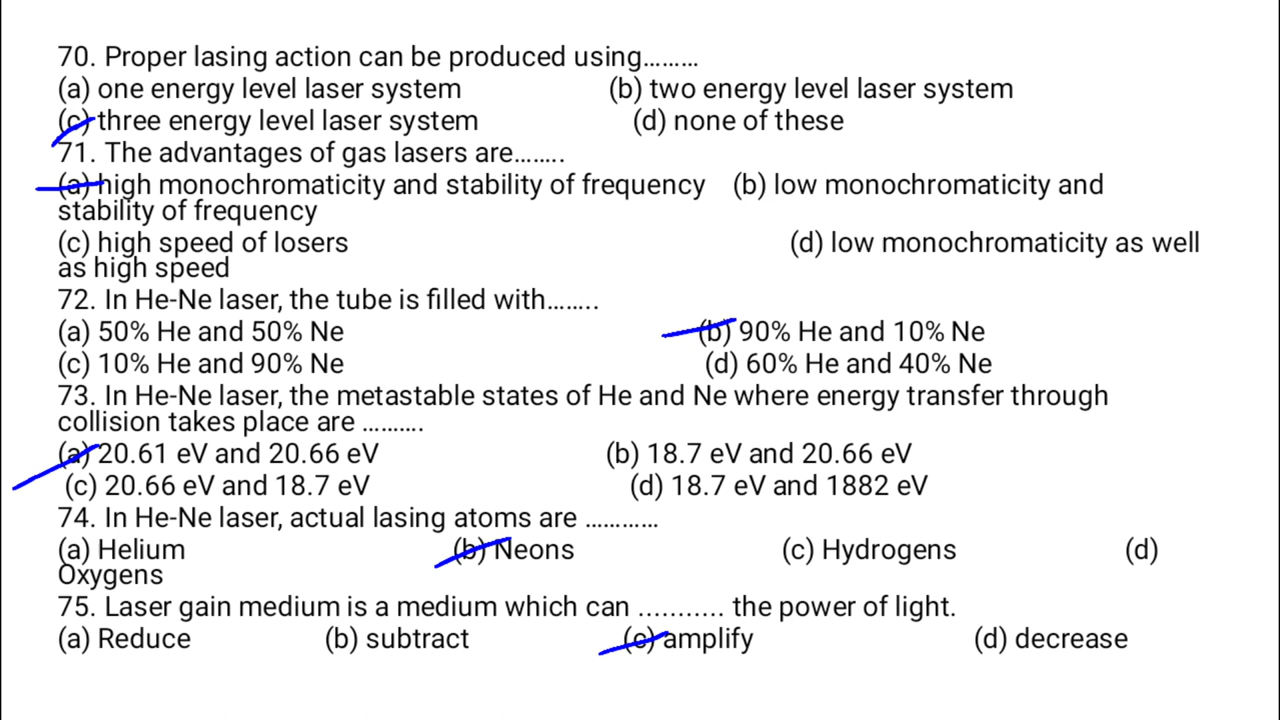 70. Proper lasing action can be produced using.........
(a) one energy level laser system (b) two energy level laser system
(c) three energy level laser system (d) none of these
71. The advantages of gas lasers are........
(a) high monochromaticity and stability of frequency (b) low monochromaticity and
stability of frequency
(c) high speed of losers (d) low monochromaticity as well
as high speed
72. In He-Ne laser, the tube is filled with........
(a) 50% He and 50% Ne (b) 90% He and 10% Ne
(c) 10% He and 90% Ne (d) 60% He and 40% Ne
73. In He-Ne laser, the metastable states of He and Ne where energy transfer through
collision takes place are ..........
(a) 20.61 eV and 20.66 eV (b) 18.7 eV and 20.66 eV
(c) 20.66 eV and 18.7 eV (d) 18.7 eV and 1882 eV
74. In He-Ne laser, actual lasing atoms are ............
(a) Helium (b) Neons (c) Hydrogens (d)
Oxygens
75. Laser gain medium is a medium which can ........... the power of light.
(a) Reduce (b) subtract (c) amplify (d) decrease